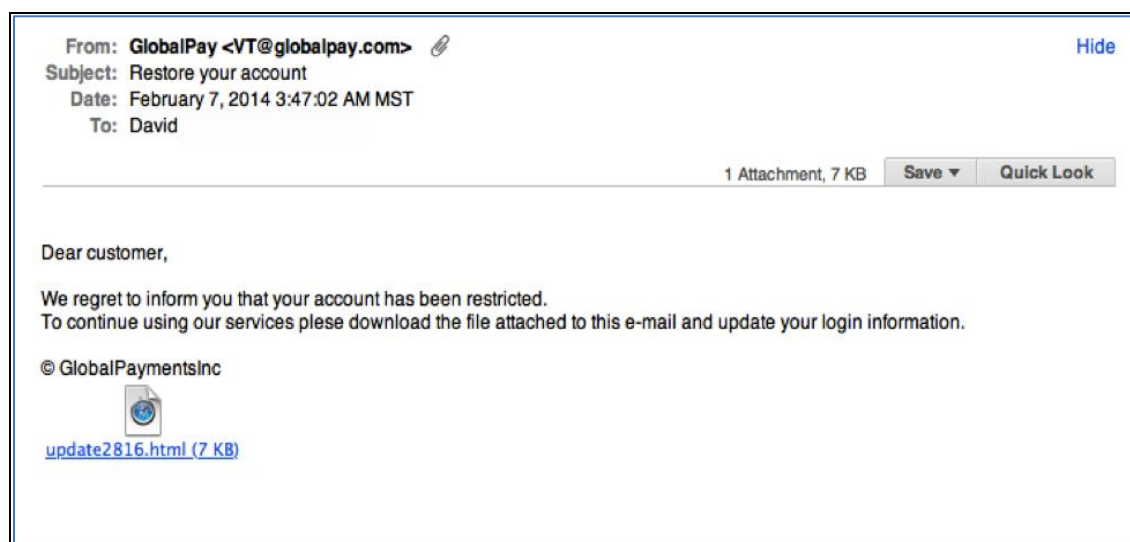 From: GlobalPay <VT@globalpay.com>
Hide
Subject: Restore your account
Date: February 7, 2014 3:47:02 AM MST
To: David
1 Attachment, 7 KB Save ▼ Quick Look
Dear customer,
We regret to inform you that your account has been restricted.
To continue using our services plese download the file attached to this e-mail and update your login information.
© GlobalPaymentsInc
update2816.html (7 KB)